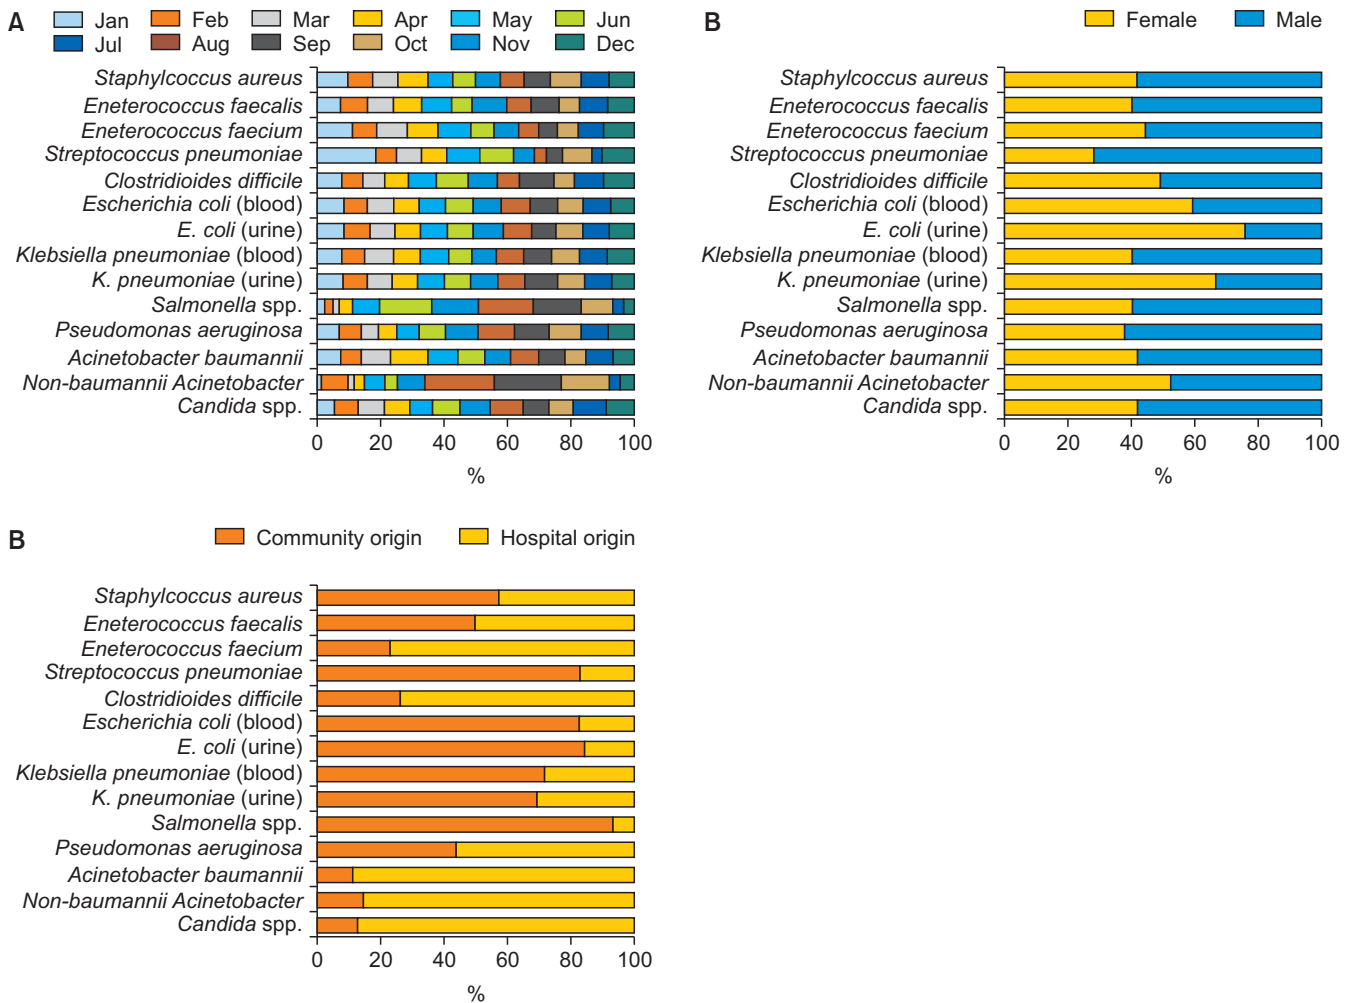 A
Jan Feb Mar Apr May Jun
Jul Aug Sep Oct Nov Dec
Staphylcoccus aureus
Eneterococcus faecalis
Eneterococcus faecium
Streptococcus pneumoniae
Clostridioides difficile
Escherichia coli (blood)
E. coli (urine)
Klebsiella pneumoniae (blood)
K. pneumoniae (urine)
Salmonella spp.
Pseudomonas aeruginosa
Acinetobacter baumannii
Non-baumannii Acinetobacter
Candida spp.
0 20 40 60 80 100
%
B
Female Male
Staphylcoccus aureus
Eneterococcus faecalis
Eneterococcus faecium
Streptococcus pneumoniae
Clostridioides difficile
Escherichia coli (blood)
E. coli (urine)
Klebsiella pneumoniae (blood)
K. pneumoniae (urine)
Salmonella spp.
Pseudomonas aeruginosa
Acinetobacter baumannii
Non-baumannii Acinetobacter
Candida spp.
0 20 40 60 80 100
%
B
Community origin Hospital origin
Staphylcoccus aureus
Eneterococcus faecalis
Eneterococcus faecium
Streptococcus pneumoniae
Clostridioides difficile
Escherichia coli (blood)
E. coli (urine)
Klebsiella pneumoniae (blood)
K. pneumoniae (urine)
Salmonella spp.
Pseudomonas aeruginosa
Acinetobacter baumannii
Non-baumannii Acinetobacter
Candida spp.
0 20 40 60 80 100
%